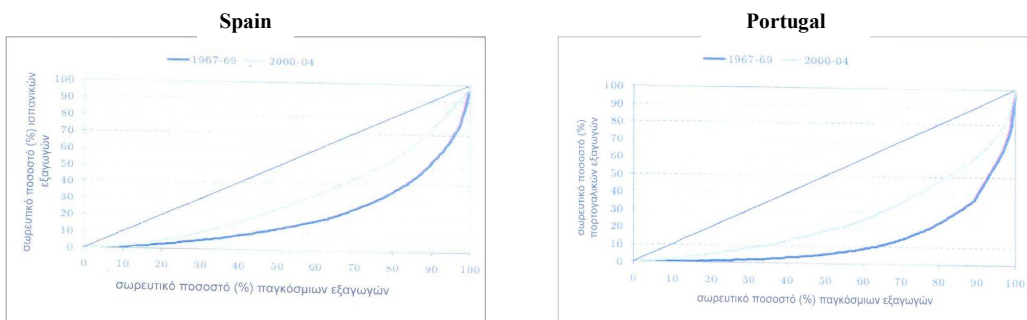 Spain
1967-69 2000-04
100
90
80
70
60
50
40
30
20
10
0
σωρευτικό ποσοστό (%) ισπανικών
εξαγωγών
0 10 20 30 40 50 60 70 80 90 100
σωρευτικό ποσοστό (%) παγκόσμιων εξαγωγών
Portugal
1967-69 2000-04
100
90
80
70
60
50
40
30
20
10
0
σωρευτικό ποσοστό (%)
πορτογαλικών εξαγωγών
0 10 20 30 40 50 60 70 80 90 100
σωρευτικό ποσοστό (%) παγκόσμιων εξαγωγών